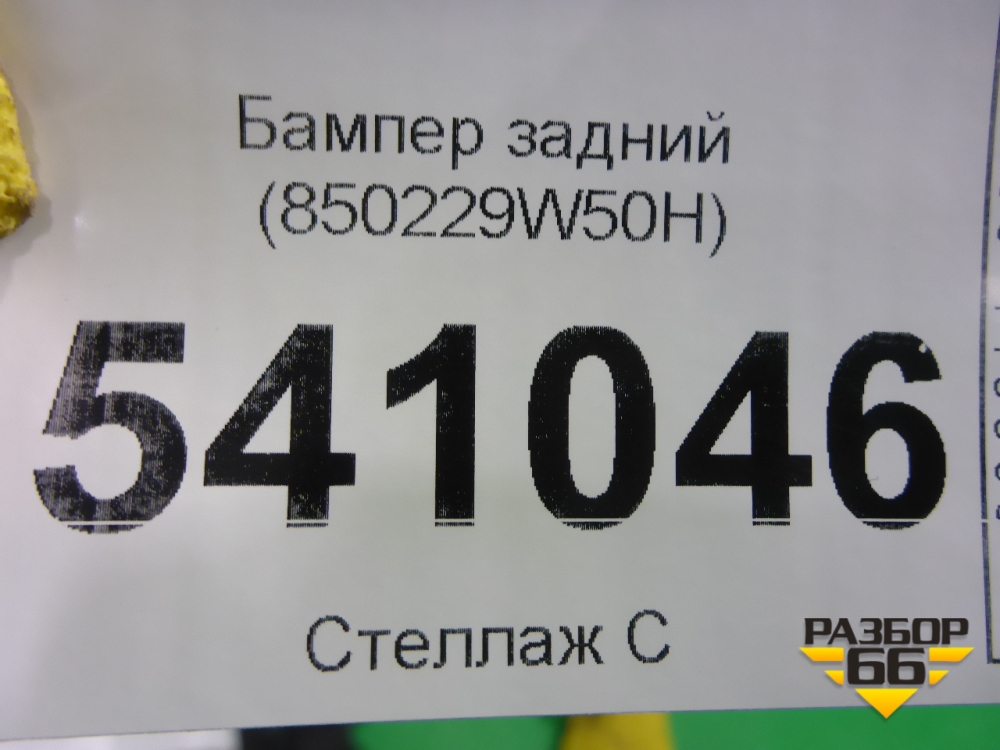 Бампер задний
(850229W50H)
541046
Стеллаж С
РАЗБОР
66